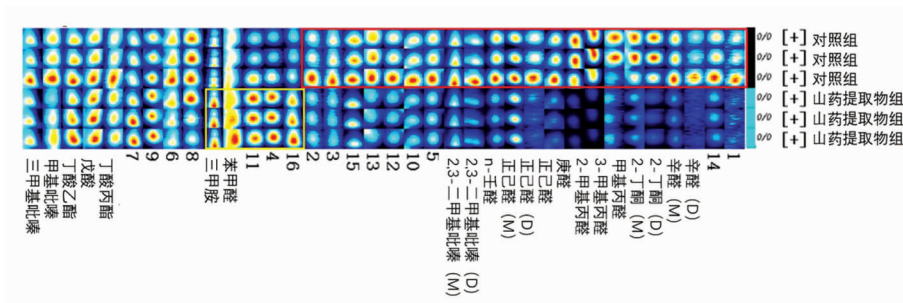 0/0 [+] 对照组
0/0 [+] 对照组
0/0 [+] 对照组
0/0 [+] 山药提取物组
0/0 [+] 山药提取物组
0/0 [+] 山药提取物组
三甲基吡嗪
甲基吡嗪
丁酸乙酯
戊酸
丁酸丙酯
7
9
6
8
三甲胺
苯甲醛
11
4
16
2
3
15
13
12
10
5
2,3-二甲基吡嗪（M）
2,3-二甲基吡嗪（D）
n-壬醛
正己醛（M）
正己醛（D）
正己醛
庚醛
2-甲基丙醛
3-甲基丙醛
甲基丙醛
2-丁酮（M）
2-丁酮（D）
辛醛（M）
辛醛（D）
14
1